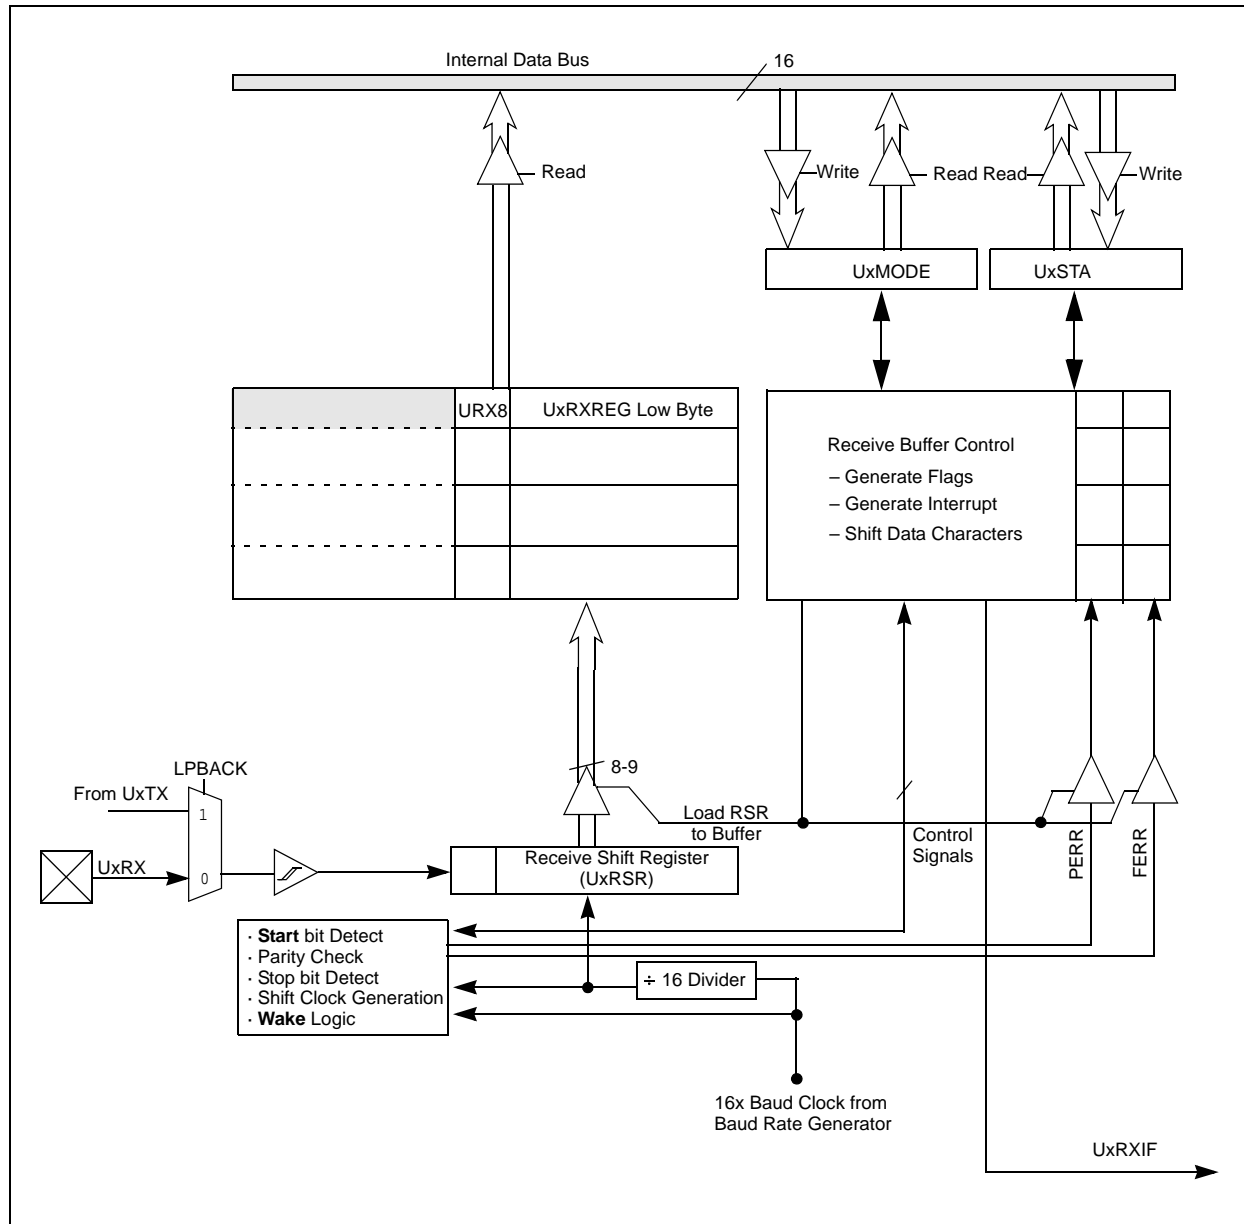 Internal Data Bus
16
Read
Write
Read Read
Write
UxMODE
UxSTA
URX8
UxRXREG Low Byte
Receive Buffer Control
– Generate Flags
– Generate Interrupt
– Shift Data Characters
8-9
LPBACK
From UxTX
1
Load RSR
to Buffer
Control
Signals
PERR
FERR
UxRX
0
Receive Shift Register
(UxRSR)
· Start bit Detect
· Parity Check
· Stop bit Detect
· Shift Clock Generation
· Wake Logic
÷ 16 Divider
16x Baud Clock from
Baud Rate Generator
UxRXIF